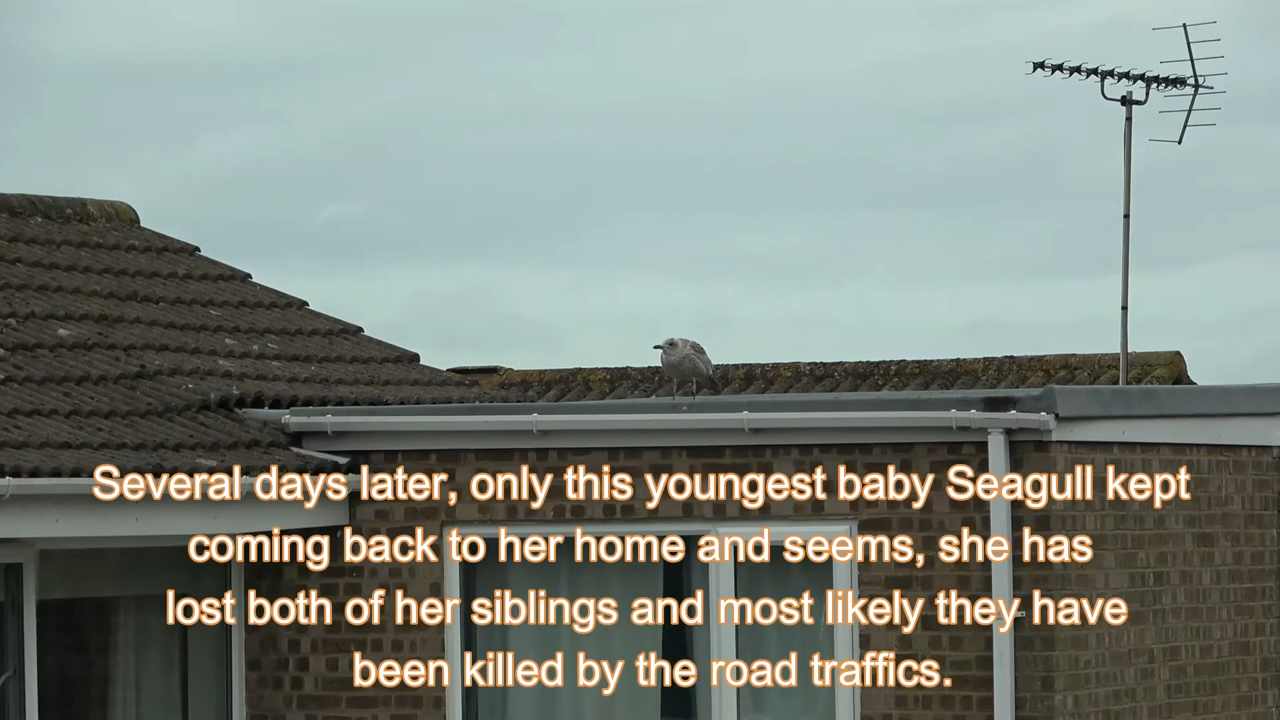 Several days later, only this youngest baby Seagull kept
coming back to her home and seems, she has
lost both of her siblings and most likely they have
been killed by the road traffics.